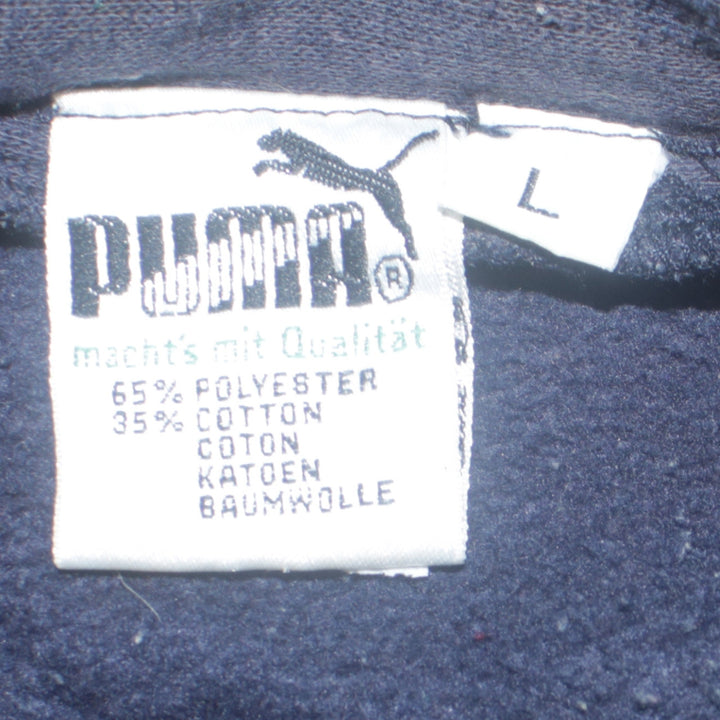 PUMA ®
L
macht's mit Qualität
65% POLYESTER
35% COTTON
COTON
KATOEN
BAUMWOLLE